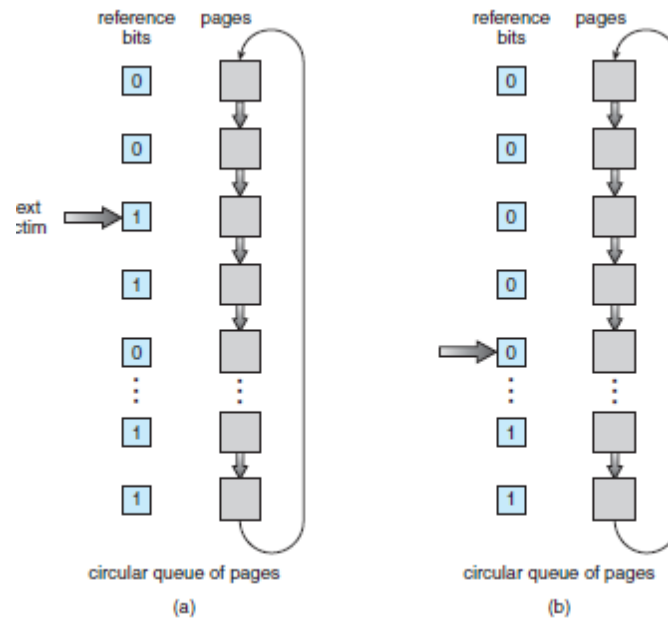 reference pages
bits
0
0
ext
ctim
1
1
0
1
1
circular queue of pages
(a)
reference pages
bits
0
0
0
0
0
1
1
circular queue of pages
(b)